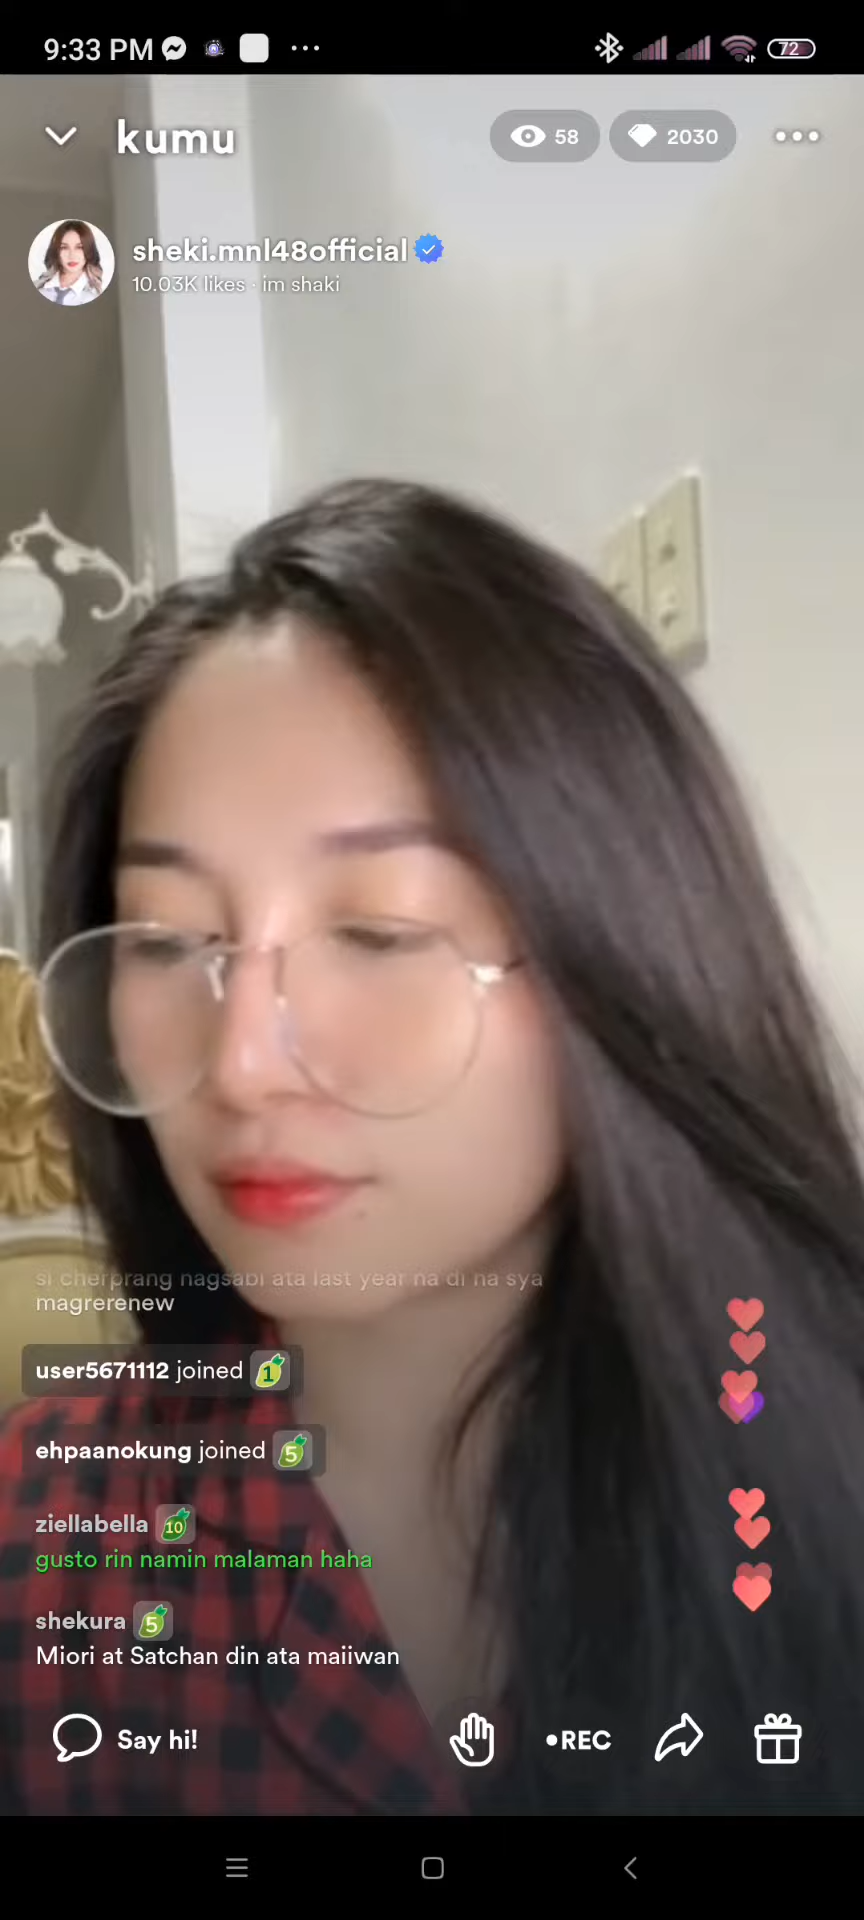 9:33 PM
72
kumu
58
2030
sheki.mnl48official
10.03K likes · im shaki
si cherprang nagsabi ata last year na di na sya
magrerenew
user5671112 joined 1
ehpaanokung joined 5
ziellabella 10
gusto rin namin malaman haha
shekura 5
Miori at Satchan din ata maiiwan
Say hi!
•REC